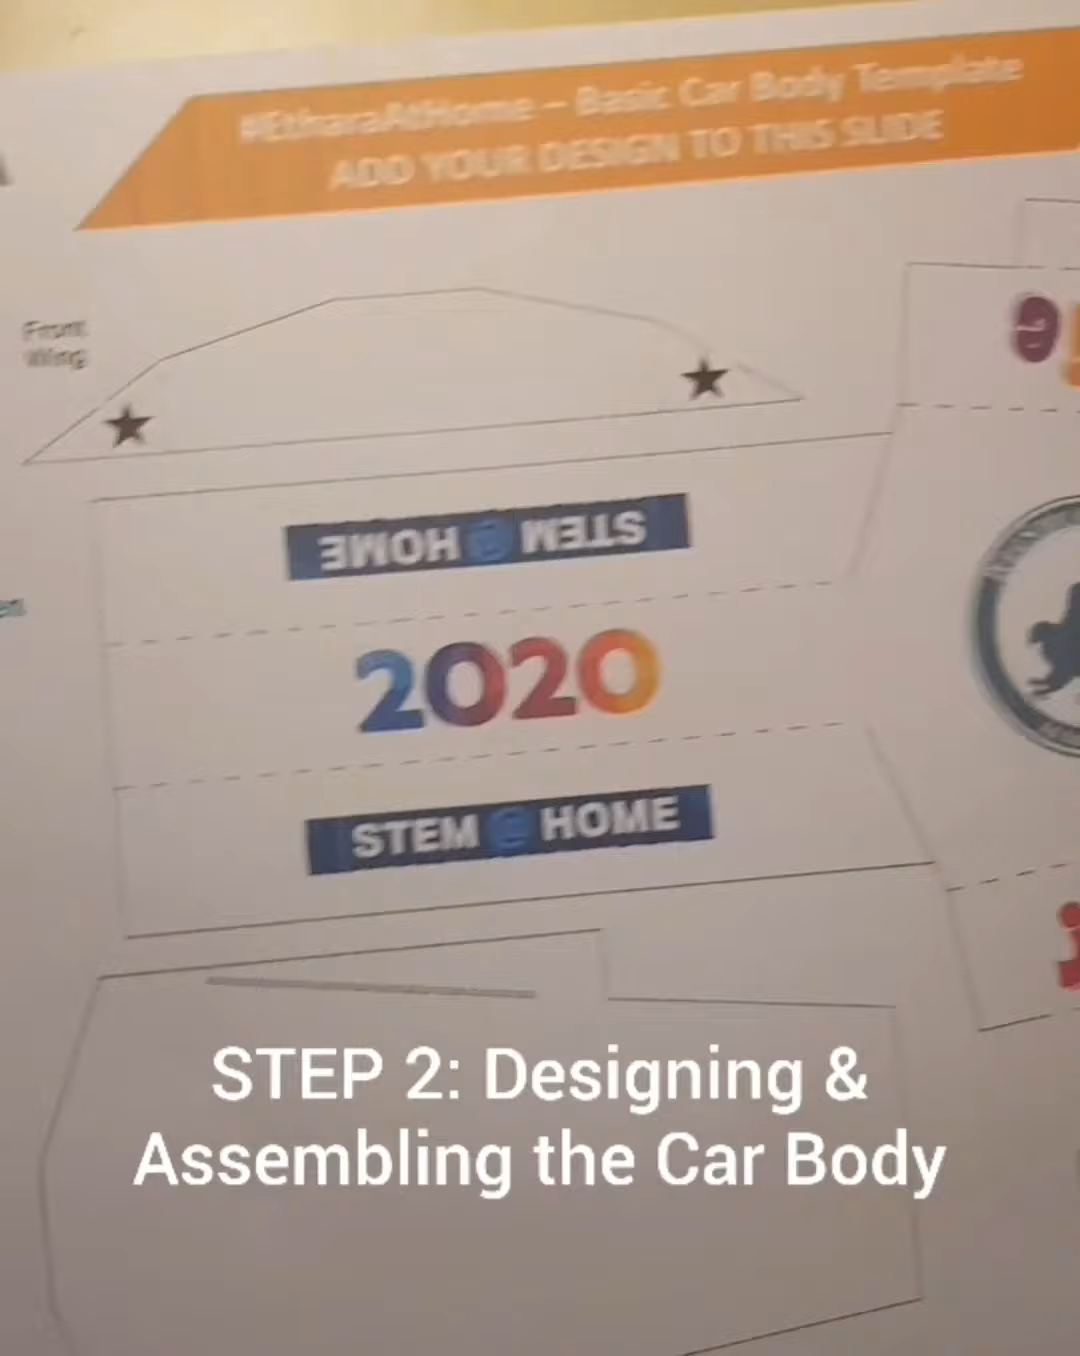 #EtharaAtHome – Basic Car Body Template
ADD YOUR DESIGN TO THIS SLIDE
Front
Wing
STEM @ HOME
2020
STEM @ HOME
STEP 2: Designing &
Assembling the Car Body